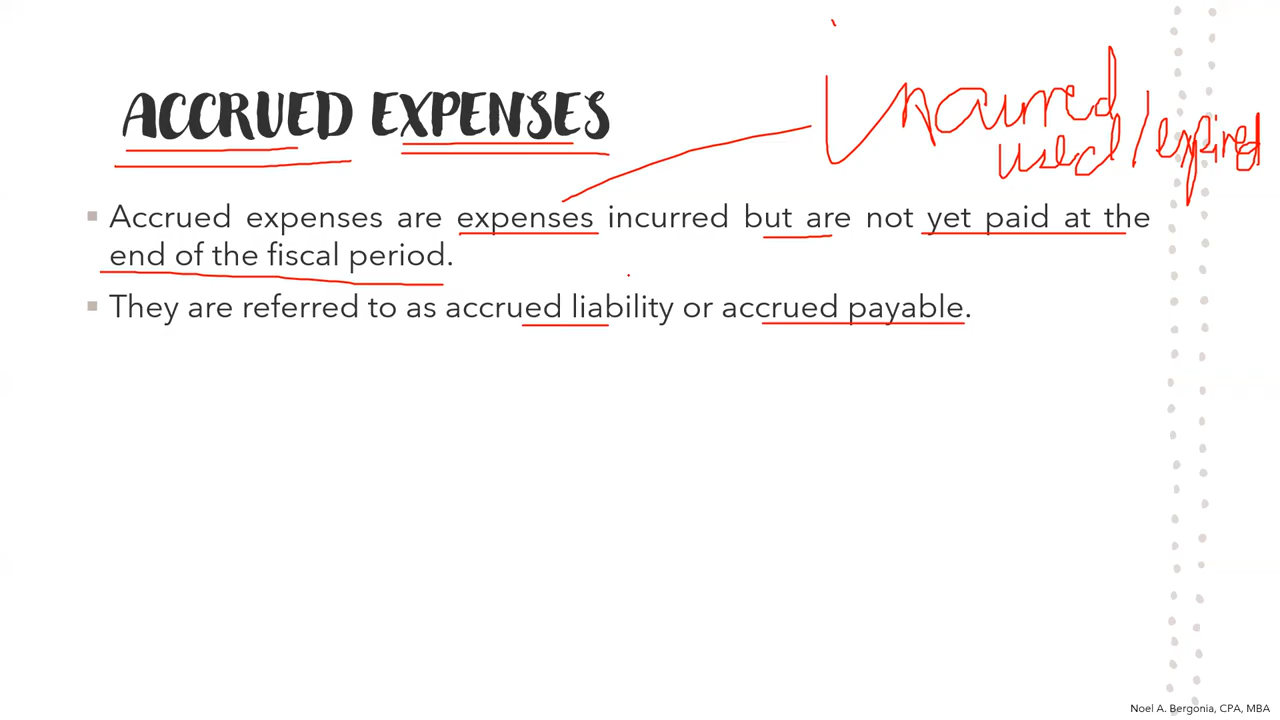 ACCRUED EXPENSES
incurred
used/expired
▪ Accrued expenses are expenses incurred but are not yet paid at the
end of the fiscal period.
▪ They are referred to as accrued liability or accrued payable.
Noel A. Bergonia, CPA, MBA